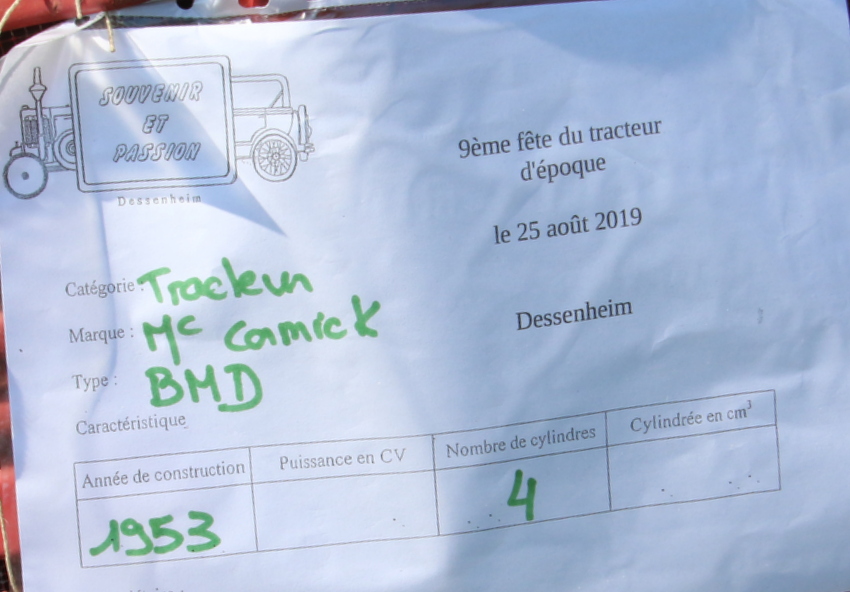 SOUVENIR
ET
PASSION
Dessenheim
9ème fête du tracteur
d'époque
le 25 août 2019
Dessenheim
Catégorie : Tracteur
Marque : Mc Cormick
Type : BMD
Caractéristique
Année de construction Puissance en CV Nombre de cylindres Cylindrée en cm³
1953 4